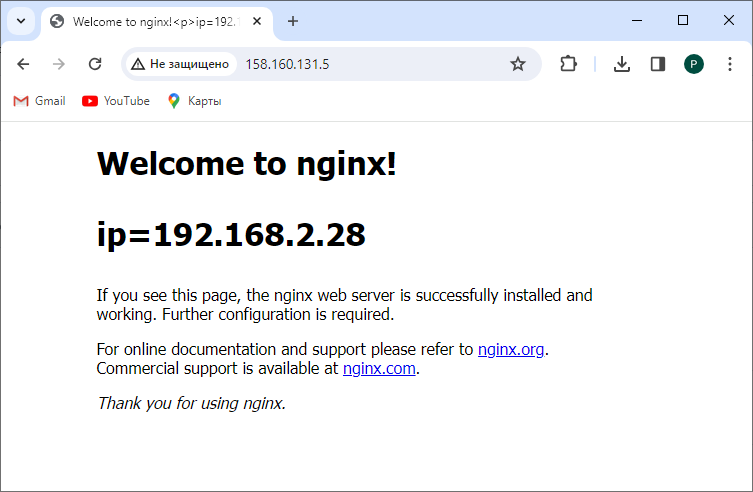 Welcome to nginx!<p>ip=192.1
Не защищено
158.160.131.5
P
Gmail
YouTube
Карты
Welcome to nginx!
ip=192.168.2.28
If you see this page, the nginx web server is successfully installed and
working. Further configuration is required.
For online documentation and support please refer to nginx.org.
Commercial support is available at nginx.com.
Thank you for using nginx.